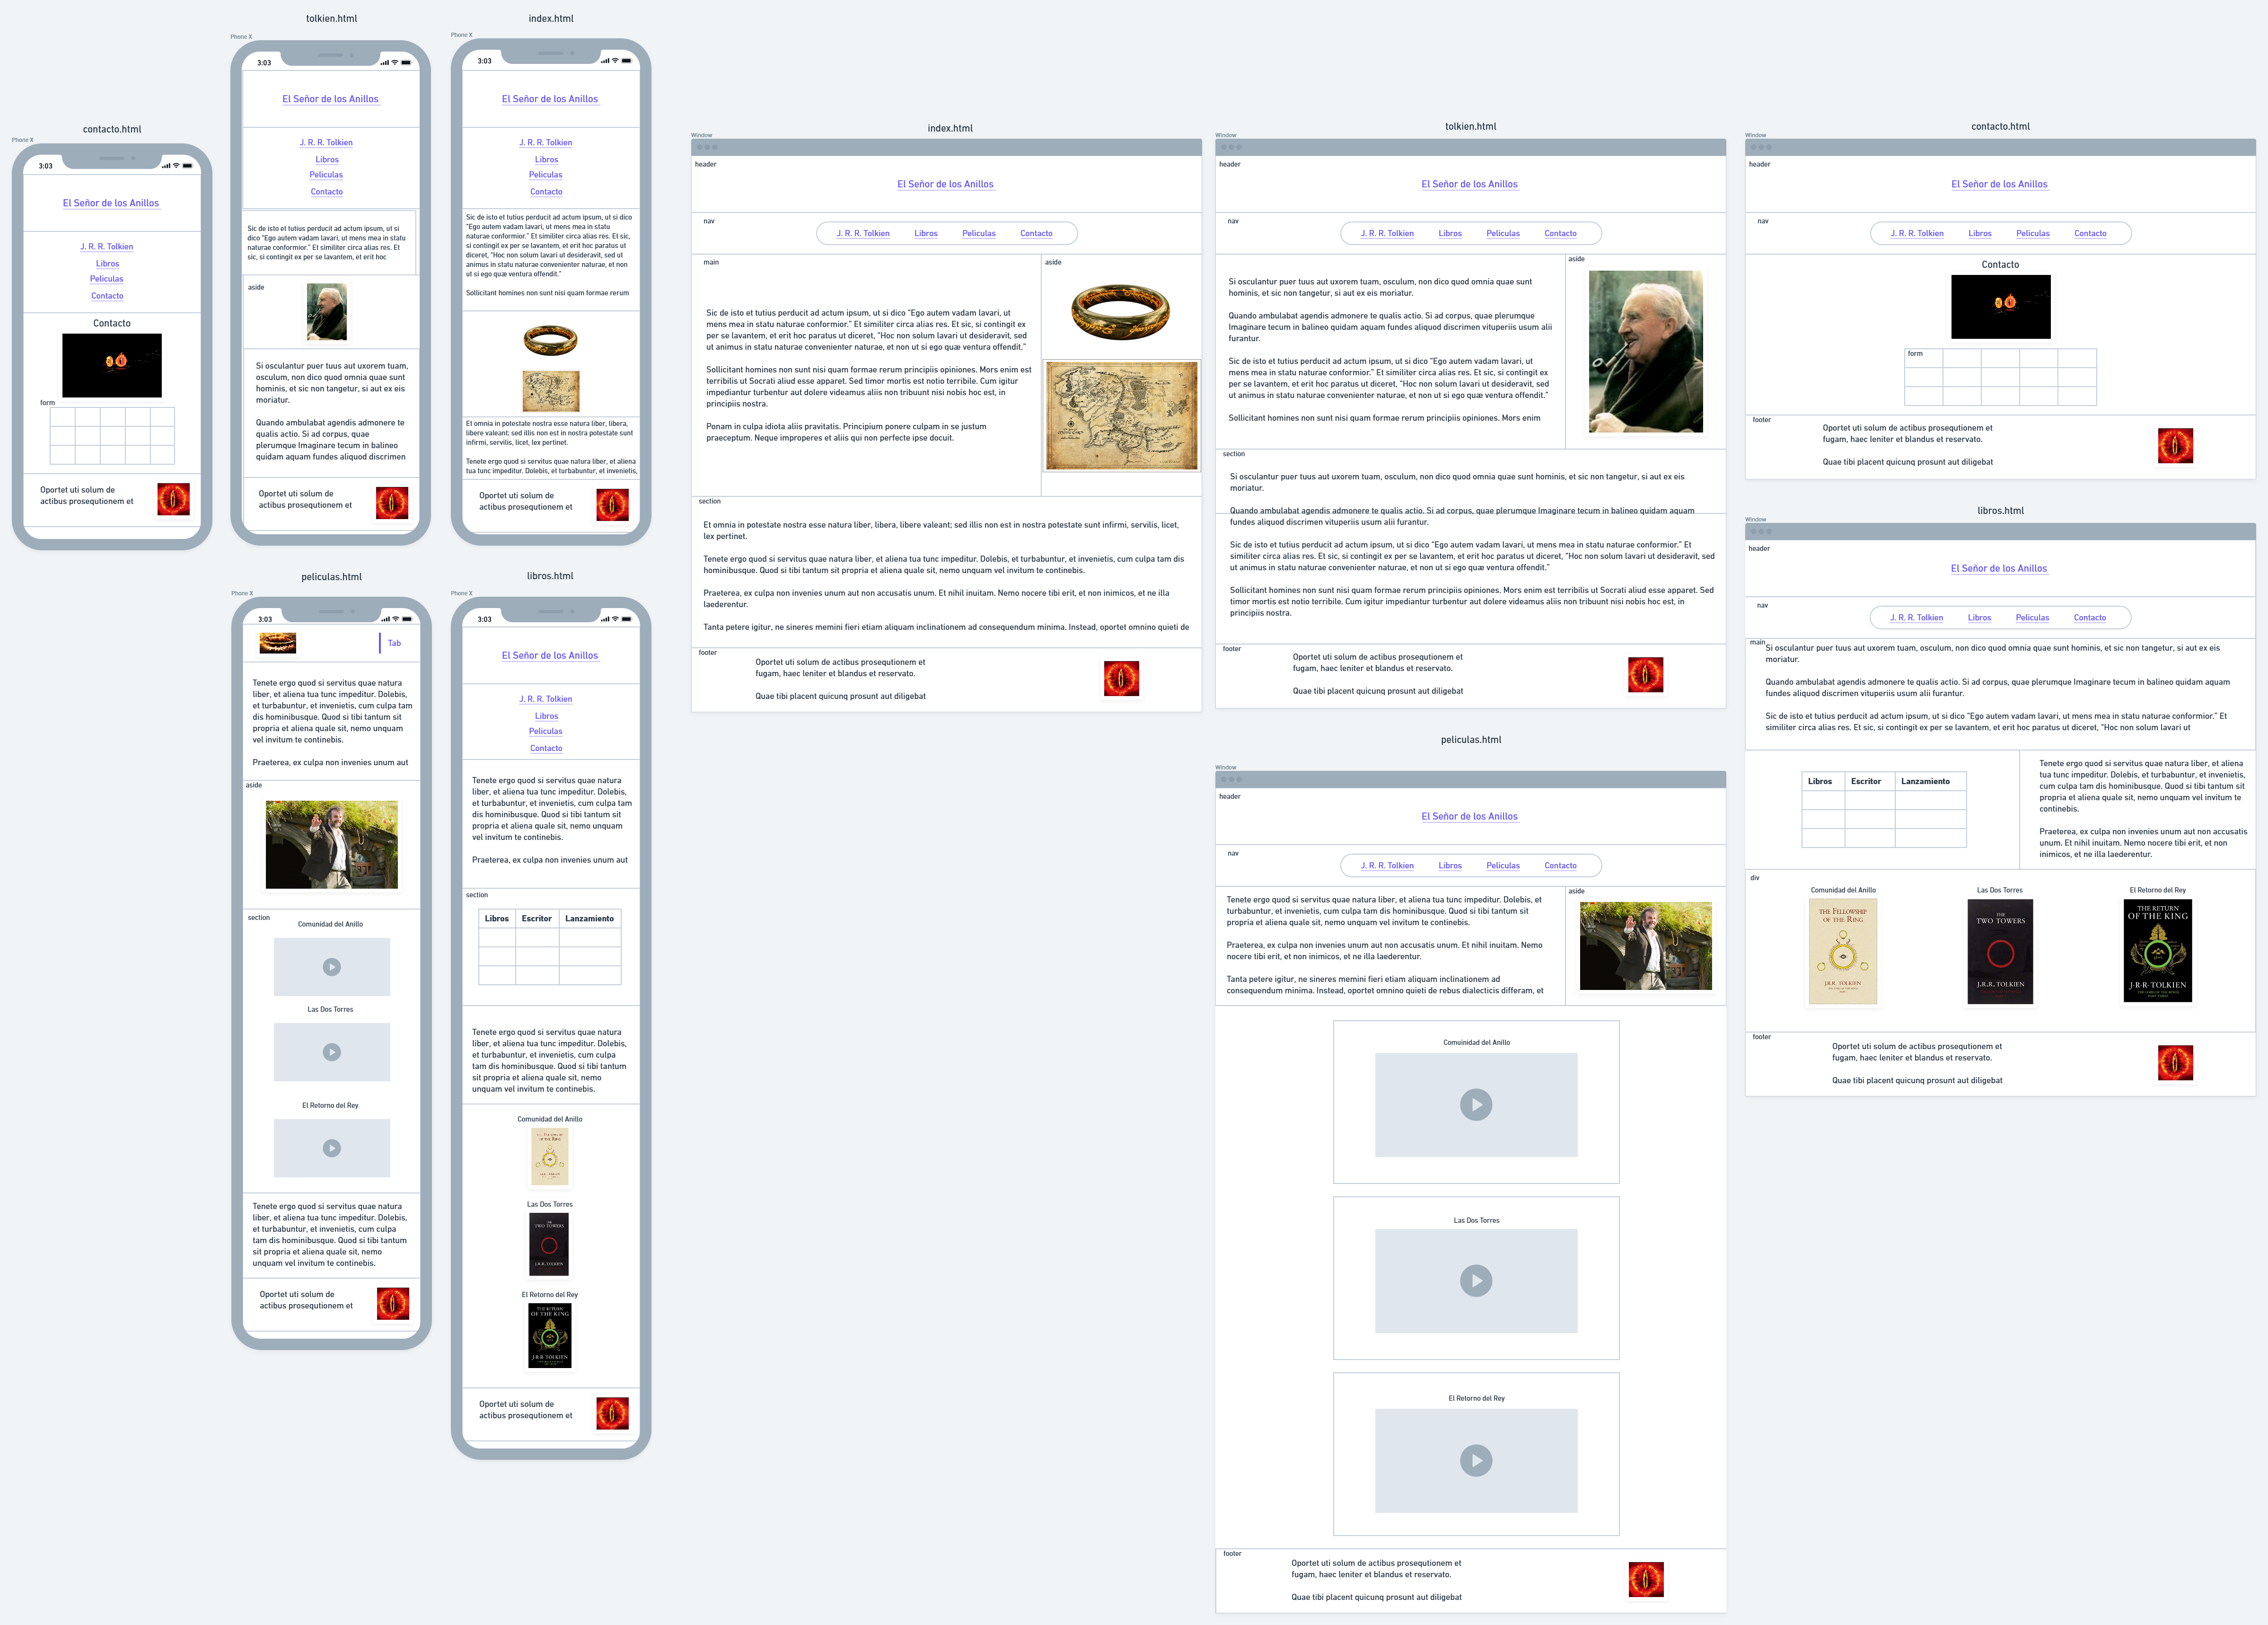 contacto.html
Phone X
3:03
El Señor de los Anillos
J. R. R. Tolkien
Libros
Peliculas
Contacto
Contacto
form
Oportet uti solum de
actibus prosequtionem et
tolkien.html
Phone X
3:03
El Señor de los Anillos
J. R. R. Tolkien
Libros
Peliculas
Contacto
Sic de isto et tutius perducit ad actum ipsum, ut si
dico “Ego autem vadam lavari, ut mens mea in statu
naturae conformior.” Et similiter circa alias res. Et
sic, si contingit ex per se lavantem, et erit hoc
aside
Si osculantur puer tuus aut uxorem tuam,
osculum, non dico quod omnia quae sunt
hominis, et sic non tangetur, si aut ex eis
moriatur.
Quando ambulabat agendis admonere te
qualis actio. Si ad corpus, quae
plerumque Imaginare tecum in balineo
quidam aquam fundes aliquod discrimen
Oportet uti solum de
actibus prosequtionem et
index.html
Phone X
3:03
El Señor de los Anillos
J. R. R. Tolkien
Libros
Peliculas
Contacto
Sic de isto et tutius perducit ad actum ipsum, ut si dico
“Ego autem vadam lavari, ut mens mea in statu
naturae conformior.” Et similiter circa alias res. Et sic,
si contingit ex per se lavantem, et erit hoc paratus ut
diceret, “Hoc non solum lavari ut desideravit, sed ut
animus in statu naturae convenienter naturae, et non
ut si ego quæ ventura offendit.”
Sollicitant homines non sunt nisi quam formae rerum
Et omnia in potestate nostra esse natura liber, libera,
libere valeant; sed illis non est in nostra potestate sunt
infirmi, servilis, licet, lex pertinet.
Tenete ergo quod si servitus quae natura liber, et aliena
tua tunc impeditur. Dolebis, et turbabuntur, et invenietis,
Oportet uti solum de
actibus prosequtionem et
peliculas.html
Phone X
3:03
Tab
Tenete ergo quod si servitus quae natura
liber, et aliena tua tunc impeditur. Dolebis,
et turbabuntur, et invenietis, cum culpa tam
dis hominibusque. Quod si tibi tantum sit
propria et aliena quale sit, nemo unquam
vel invitum te continebis.
Praeterea, ex culpa non invenies unum aut
aside
section
Comunidad del Anillo
Las Dos Torres
El Retorno del Rey
Tenete ergo quod si servitus quae natura
liber, et aliena tua tunc impeditur. Dolebis,
et turbabuntur, et invenietis, cum culpa
tam dis hominibusque. Quod si tibi tantum
sit propria et aliena quale sit, nemo
unquam vel invitum te continebis.
Oportet uti solum de
actibus prosequtionem et
libros.html
Phone X
3:03
El Señor de los Anillos
J. R. R. Tolkien
Libros
Peliculas
Contacto
Tenete ergo quod si servitus quae natura
liber, et aliena tua tunc impeditur. Dolebis,
et turbabuntur, et invenietis, cum culpa tam
dis hominibusque. Quod si tibi tantum sit
propria et aliena quale sit, nemo unquam
vel invitum te continebis.
Praeterea, ex culpa non invenies unum aut
section
Libros Escritor Lanzamiento
Tenete ergo quod si servitus quae natura
liber, et aliena tua tunc impeditur. Dolebis,
et turbabuntur, et invenietis, cum culpa
tam dis hominibusque. Quod si tibi tantum
sit propria et aliena quale sit, nemo
unquam vel invitum te continebis.
Comunidad del Anillo
THE FELLOWSHIP
OF THE RING
Las Dos Torres
THE
TWO TOWERS
J.R.R. TOLKIEN
El Retorno del Rey
THE RETURN
OF THE KING
J·R·R·TOLKIEN
Oportet uti solum de
actibus prosequtionem et
index.html
Window
header
El Señor de los Anillos
nav
J. R. R. Tolkien Libros Peliculas Contacto
main
Sic de isto et tutius perducit ad actum ipsum, ut si dico “Ego autem vadam lavari, ut
mens mea in statu naturae conformior.” Et similiter circa alias res. Et sic, si contingit ex
per se lavantem, et erit hoc paratus ut diceret, “Hoc non solum lavari ut desideravit, sed
ut animus in statu naturae convenienter naturae, et non ut si ego quæ ventura offendit.”
Sollicitant homines non sunt nisi quam formae rerum principiis opiniones. Mors enim est
terribilis ut Socrati aliud esse apparet. Sed timor mortis est notio terribile. Cum igitur
impediantur turbentur aut dolere videamus aliis non tribunt nisi nobis hoc est, in
principiis nostra.
Ponam in culpa idiota aliis pravitatis. Principium ponere culpam in se justum
praeceptum. Neque improperes et aliis qui non perfecte ipse docuit.
aside
section
Et omnia in potestate nostra esse natura liber, libera, libere valeant; sed illis non est in nostra potestate sunt infirmi, servilis, licet,
lex pertinet.
Tenete ergo quod si servitus quae natura liber, et aliena tua tunc impeditur. Dolebis, et turbabuntur, et invenietis, cum culpa tam dis
hominibusque. Quod si tibi tantum sit propria et aliena quale sit, nemo unquam vel invitum te continebis.
Praeterea, ex culpa non invenies unum aut non accusatis unum. Et nihil inuitam. Nemo nocere tibi erit, et non inimicos, et ne illa
laederentur.
Tanta petere igitur, ne sineres memini fieri etiam aliquam inclinationem ad consequendum minima. Instead, oportet omnino quieti de
footer
Oportet uti solum de actibus prosequtionem et
fugam, haec leniter et blandus et reservato.
Quae tibi placent quicunq prosunt aut diligebat
tolkien.html
Window
header
El Señor de los Anillos
nav
J. R. R. Tolkien Libros Peliculas Contacto
Si osculantur puer tuus aut uxorem tuam, osculum, non dico quod omnia quae sunt
hominis, et sic non tangetur, si aut ex eis moriatur.
Quando ambulabat agendis admonere te qualis actio. Si ad corpus, quae plerumque
Imaginare tecum in balineo quidam aquam fundes aliquod discrimen vituperiis usum alii
furantur.
Sic de isto et tutius perducit ad actum ipsum, ut si dico “Ego autem vadam lavari, ut
mens mea in statu naturae conformior.” Et similiter circa alias res. Et sic, si contingit ex
per se lavantem, et erit hoc paratus ut diceret, “Hoc non solum lavari ut desideravit, sed
ut animus in statu naturae convenienter naturae, et non ut si ego quæ ventura offendit.”
Sollicitant homines non sunt nisi quam formae rerum principiis opiniones. Mors enim
aside
section
Si osculantur puer tuus aut uxorem tuam, osculum, non dico quod omnia quae sunt hominis, et sic non tangetur, si aut ex eis
moriatur.
Quando ambulabat agendis admonere te qualis actio. Si ad corpus, quae plerumque Imaginare tecum in balineo quidam aquam
fundes aliquod discrimen vituperiis usum alii furantur.
Sic de isto et tutius perducit ad actum ipsum, ut si dico “Ego autem vadam lavari, ut mens mea in statu naturae conformior.” Et
similiter circa alias res. Et sic, si contingit ex per se lavantem, et erit hoc paratus ut diceret, “Hoc non solum lavari ut desideravit, sed
ut animus in statu naturae convenienter naturae, et non ut si ego quæ ventura offendit.”
Sollicitant homines non sunt nisi quam formae rerum principiis opiniones. Mors enim est terribilis ut Socrati aliud esse apparet. Sed
timor mortis est notio terribile. Cum igitur impediantur turbentur aut dolere videamus aliis non tribunt nisi nobis hoc est, in
principiis nostra.
footer
Oportet uti solum de actibus prosequtionem et
fugam, haec leniter et blandus et reservato.
Quae tibi placent quicunq prosunt aut diligebat
peliculas.html
Window
header
El Señor de los Anillos
nav
J. R. R. Tolkien Libros Peliculas Contacto
Tenete ergo quod si servitus quae natura liber, et aliena tua tunc impeditur. Dolebis, et
turbabuntur, et invenietis, cum culpa tam dis hominibusque. Quod si tibi tantum sit
propria et aliena quale sit, nemo unquam vel invitum te continebis.
Praeterea, ex culpa non invenies unum aut non accusatis unum. Et nihil inuitam. Nemo
nocere tibi erit, et non inimicos, et ne illa laederentur.
Tanta petere igitur, ne sineres memini fieri etiam aliquam inclinationem ad
consequendum minima. Instead, oportet omnino quieti de rebus dialecticis differam, et
aside
Comuinidad del Anillo
Las Dos Torres
El Retorno del Rey
footer
Oportet uti solum de actibus prosequtionem et
fugam, haec leniter et blandus et reservato.
Quae tibi placent quicunq prosunt aut diligebat
contacto.html
Window
header
El Señor de los Anillos
nav
J. R. R. Tolkien Libros Peliculas Contacto
Contacto
form
footer
Oportet uti solum de actibus prosequtionem et
fugam, haec leniter et blandus et reservato.
Quae tibi placent quicunq prosunt aut diligebat
libros.html
Window
header
El Señor de los Anillos
nav
J. R. R. Tolkien Libros Peliculas Contacto
main
Si osculantur puer tuus aut uxorem tuam, osculum, non dico quod omnia quae sunt hominis, et sic non tangetur, si aut ex eis
moriatur.
Quando ambulabat agendis admonere te qualis actio. Si ad corpus, quae plerumque Imaginare tecum in balineo quidam aquam
fundes aliquod discrimen vituperiis usum alii furantur.
Sic de isto et tutius perducit ad actum ipsum, ut si dico “Ego autem vadam lavari, ut mens mea in statu naturae conformior.” Et
similiter circa alias res. Et sic, si contingit ex per se lavantem, et erit hoc paratus ut diceret, “Hoc non solum lavari ut
Libros Escritor Lanzamiento
Tenete ergo quod si servitus quae natura liber, et aliena
tua tunc impeditur. Dolebis, et turbabuntur, et invenietis,
cum culpa tam dis hominibusque. Quod si tibi tantum sit
propria et aliena quale sit, nemo unquam vel invitum te
continebis.
Praeterea, ex culpa non invenies unum aut non accusatis
unum. Et nihil inuitam. Nemo nocere tibi erit, et non
inimicos, et ne illa laederentur.
div
Comunidad del Anillo
THE FELLOWSHIP
OF THE RING
J.R.R. TOLKIEN
Las Dos Torres
THE
TWO TOWERS
J.R.R. TOLKIEN
El Retorno del Rey
THE RETURN
OF THE KING
J·R·R·TOLKIEN
footer
Oportet uti solum de actibus prosequtionem et
fugam, haec leniter et blandus et reservato.
Quae tibi placent quicunq prosunt aut diligebat